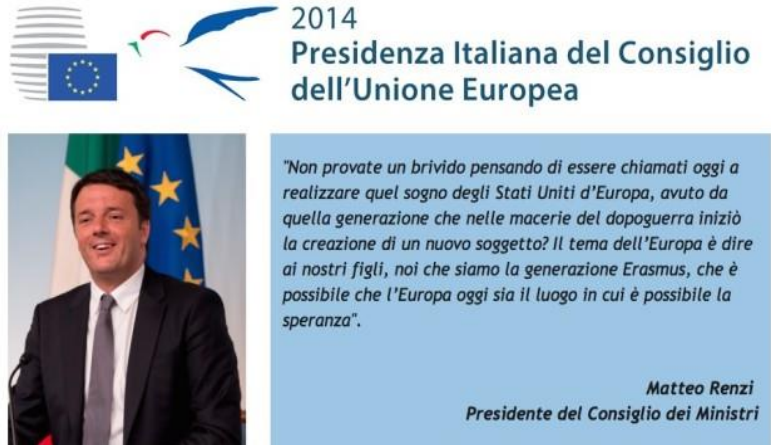 2014
Presidenza Italiana del Consiglio
dell'Unione Europea
"Non provate un brivido pensando di essere chiamati oggi a
realizzare quel sogno degli Stati Uniti d'Europa, avuto da
quella generazione che nelle macerie del dopoguerra iniziò
la creazione di un nuovo soggetto? Il tema dell'Europa è dire
ai nostri figli, noi che siamo la generazione Erasmus, che è
possibile che l'Europa oggi sia il luogo in cui è possibile la
speranza".
Matteo Renzi
Presidente del Consiglio dei Ministri